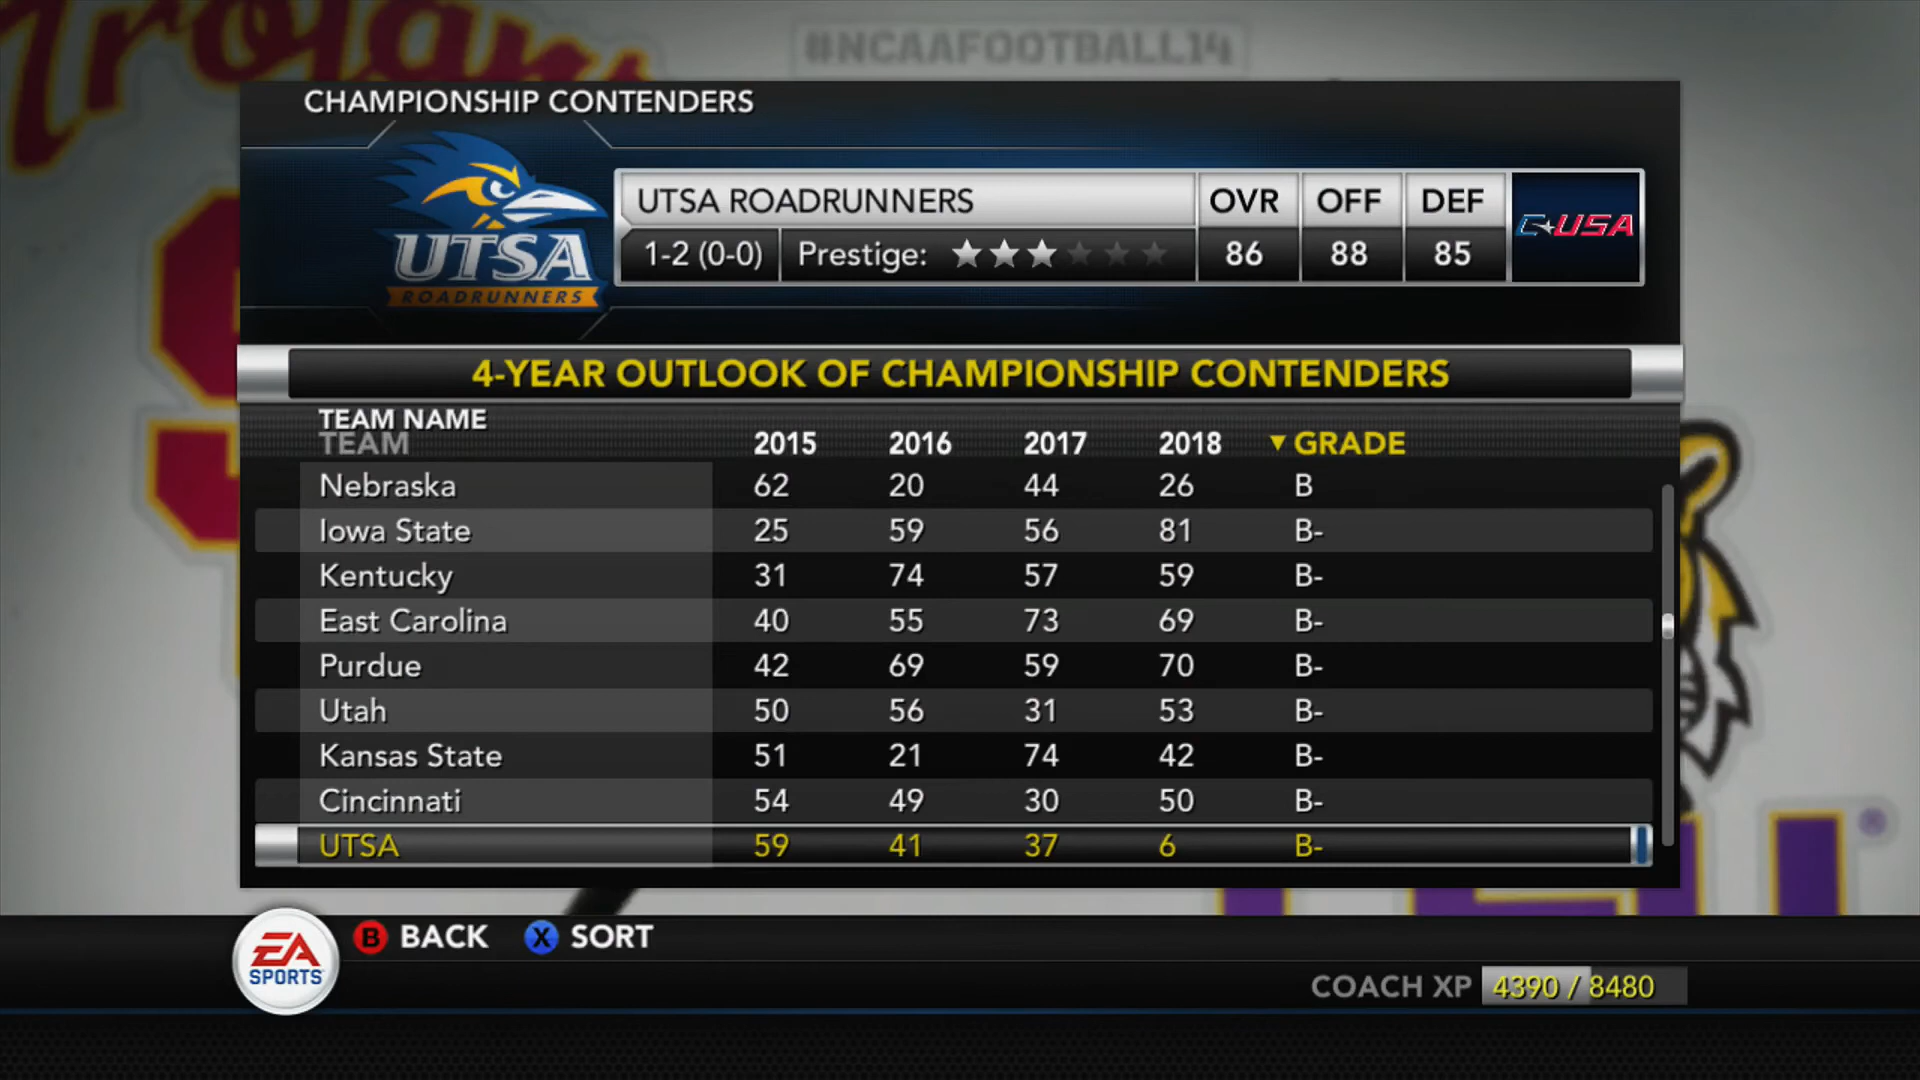 Trojans
#NCAAFOOTBALL14
CHAMPIONSHIP CONTENDERS
UTSA
ROADRUNNERS
UTSA ROADRUNNERS OVR OFF DEF
1-2 (0-0) Prestige: 86 88 85
C-USA
4-YEAR OUTLOOK OF CHAMPIONSHIP CONTENDERS
TEAM NAME
TEAM 2015 2016 2017 2018 ▼ GRADE
Nebraska 62 20 44 26 B
Iowa State 25 59 56 81 B-
Kentucky 31 74 57 59 B-
East Carolina 40 55 73 69 B-
Purdue 42 69 59 70 B-
Utah 50 56 31 53 B-
Kansas State 51 21 74 42 B-
Cincinnati 54 49 30 50 B-
UTSA 59 41 37 6 B-
B BACK X SORT
EA SPORTS
COACH XP 4390 / 8480